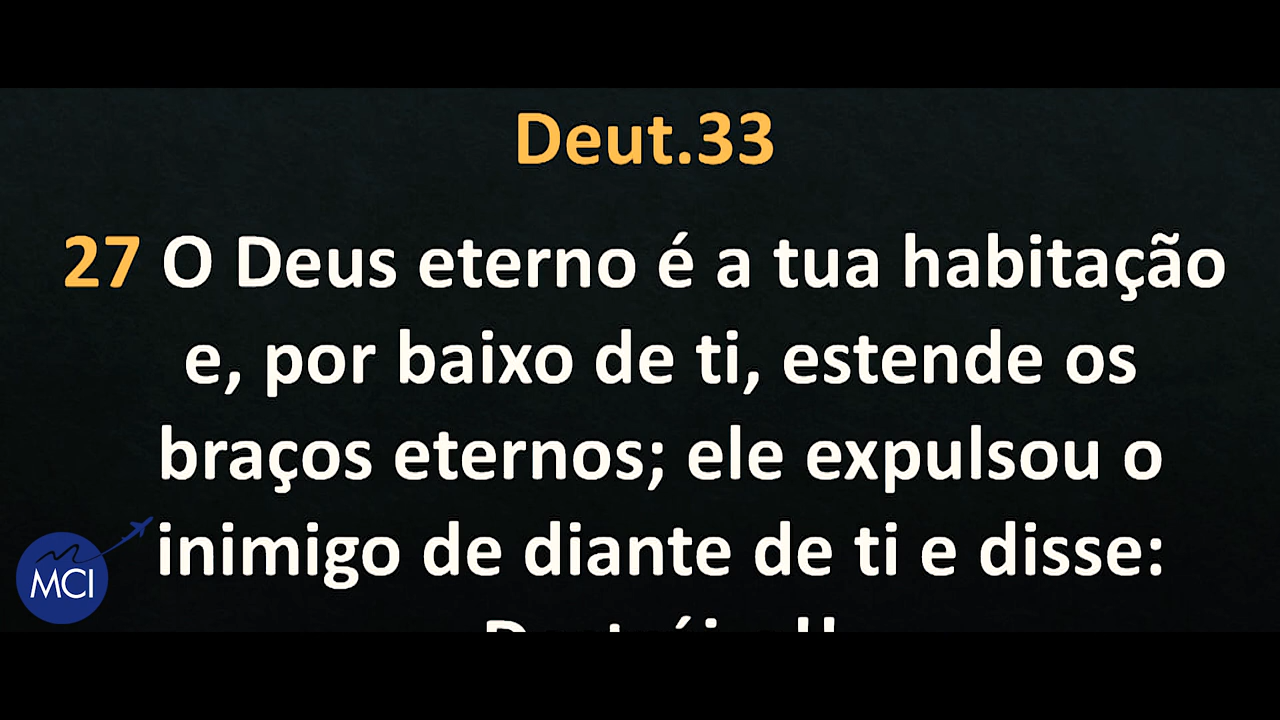 Deut.33
27 O Deus eterno é a tua habitação
e, por baixo de ti, estende os
braços eternos; ele expulsou o
inimigo de diante de ti e disse:
MCI